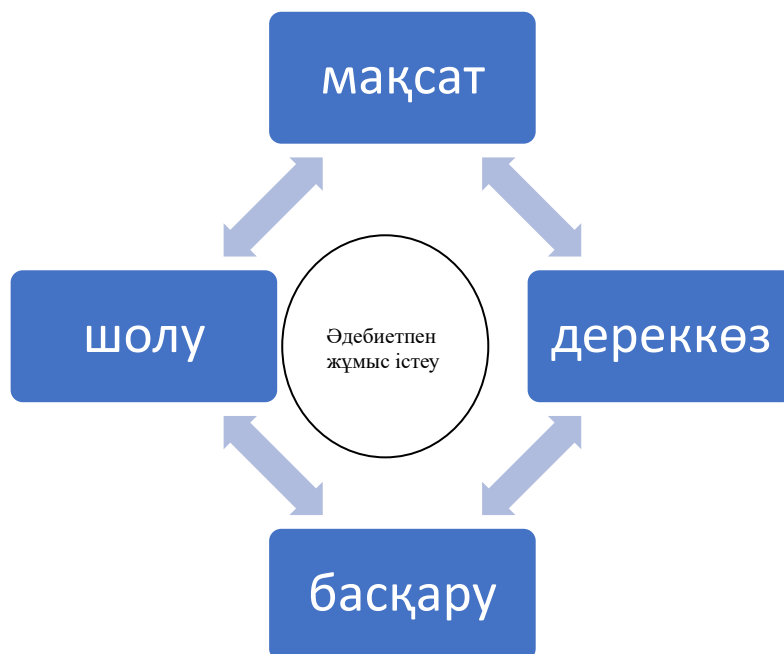 мақсат
шолу
Әдебиетпен
жұмыс істеу
дереккөз
басқару